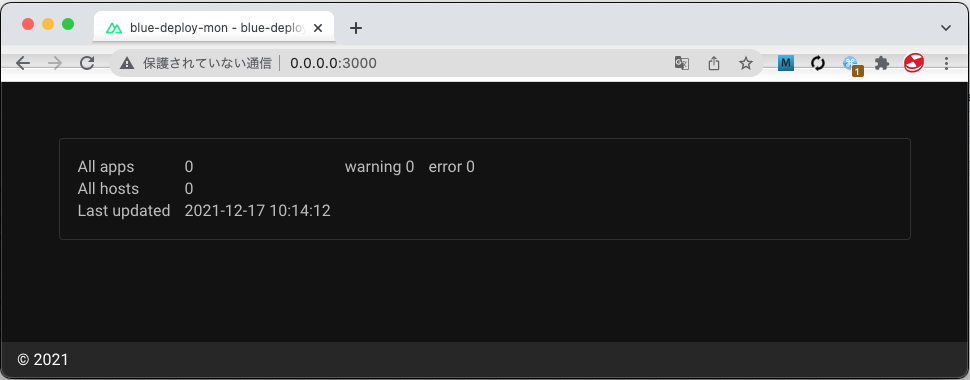 blue-deploy-mon - blue-deploy
保護されていない通信 0.0.0.0:3000
M
1
All apps 0 warning 0 error 0
All hosts 0
Last updated 2021-12-17 10:14:12
© 2021